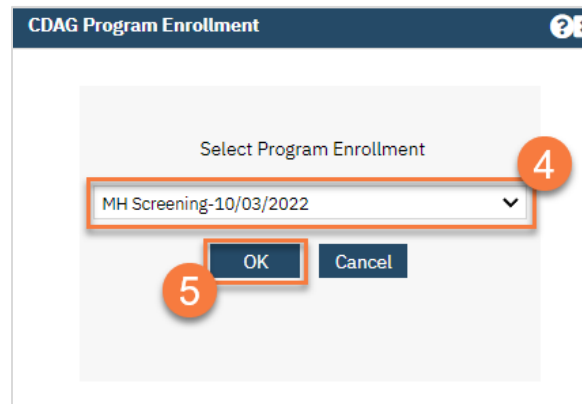 CDAG Program Enrollment ?
Select Program Enrollment
4
MH Screening-10/03/2022
OK Cancel
5